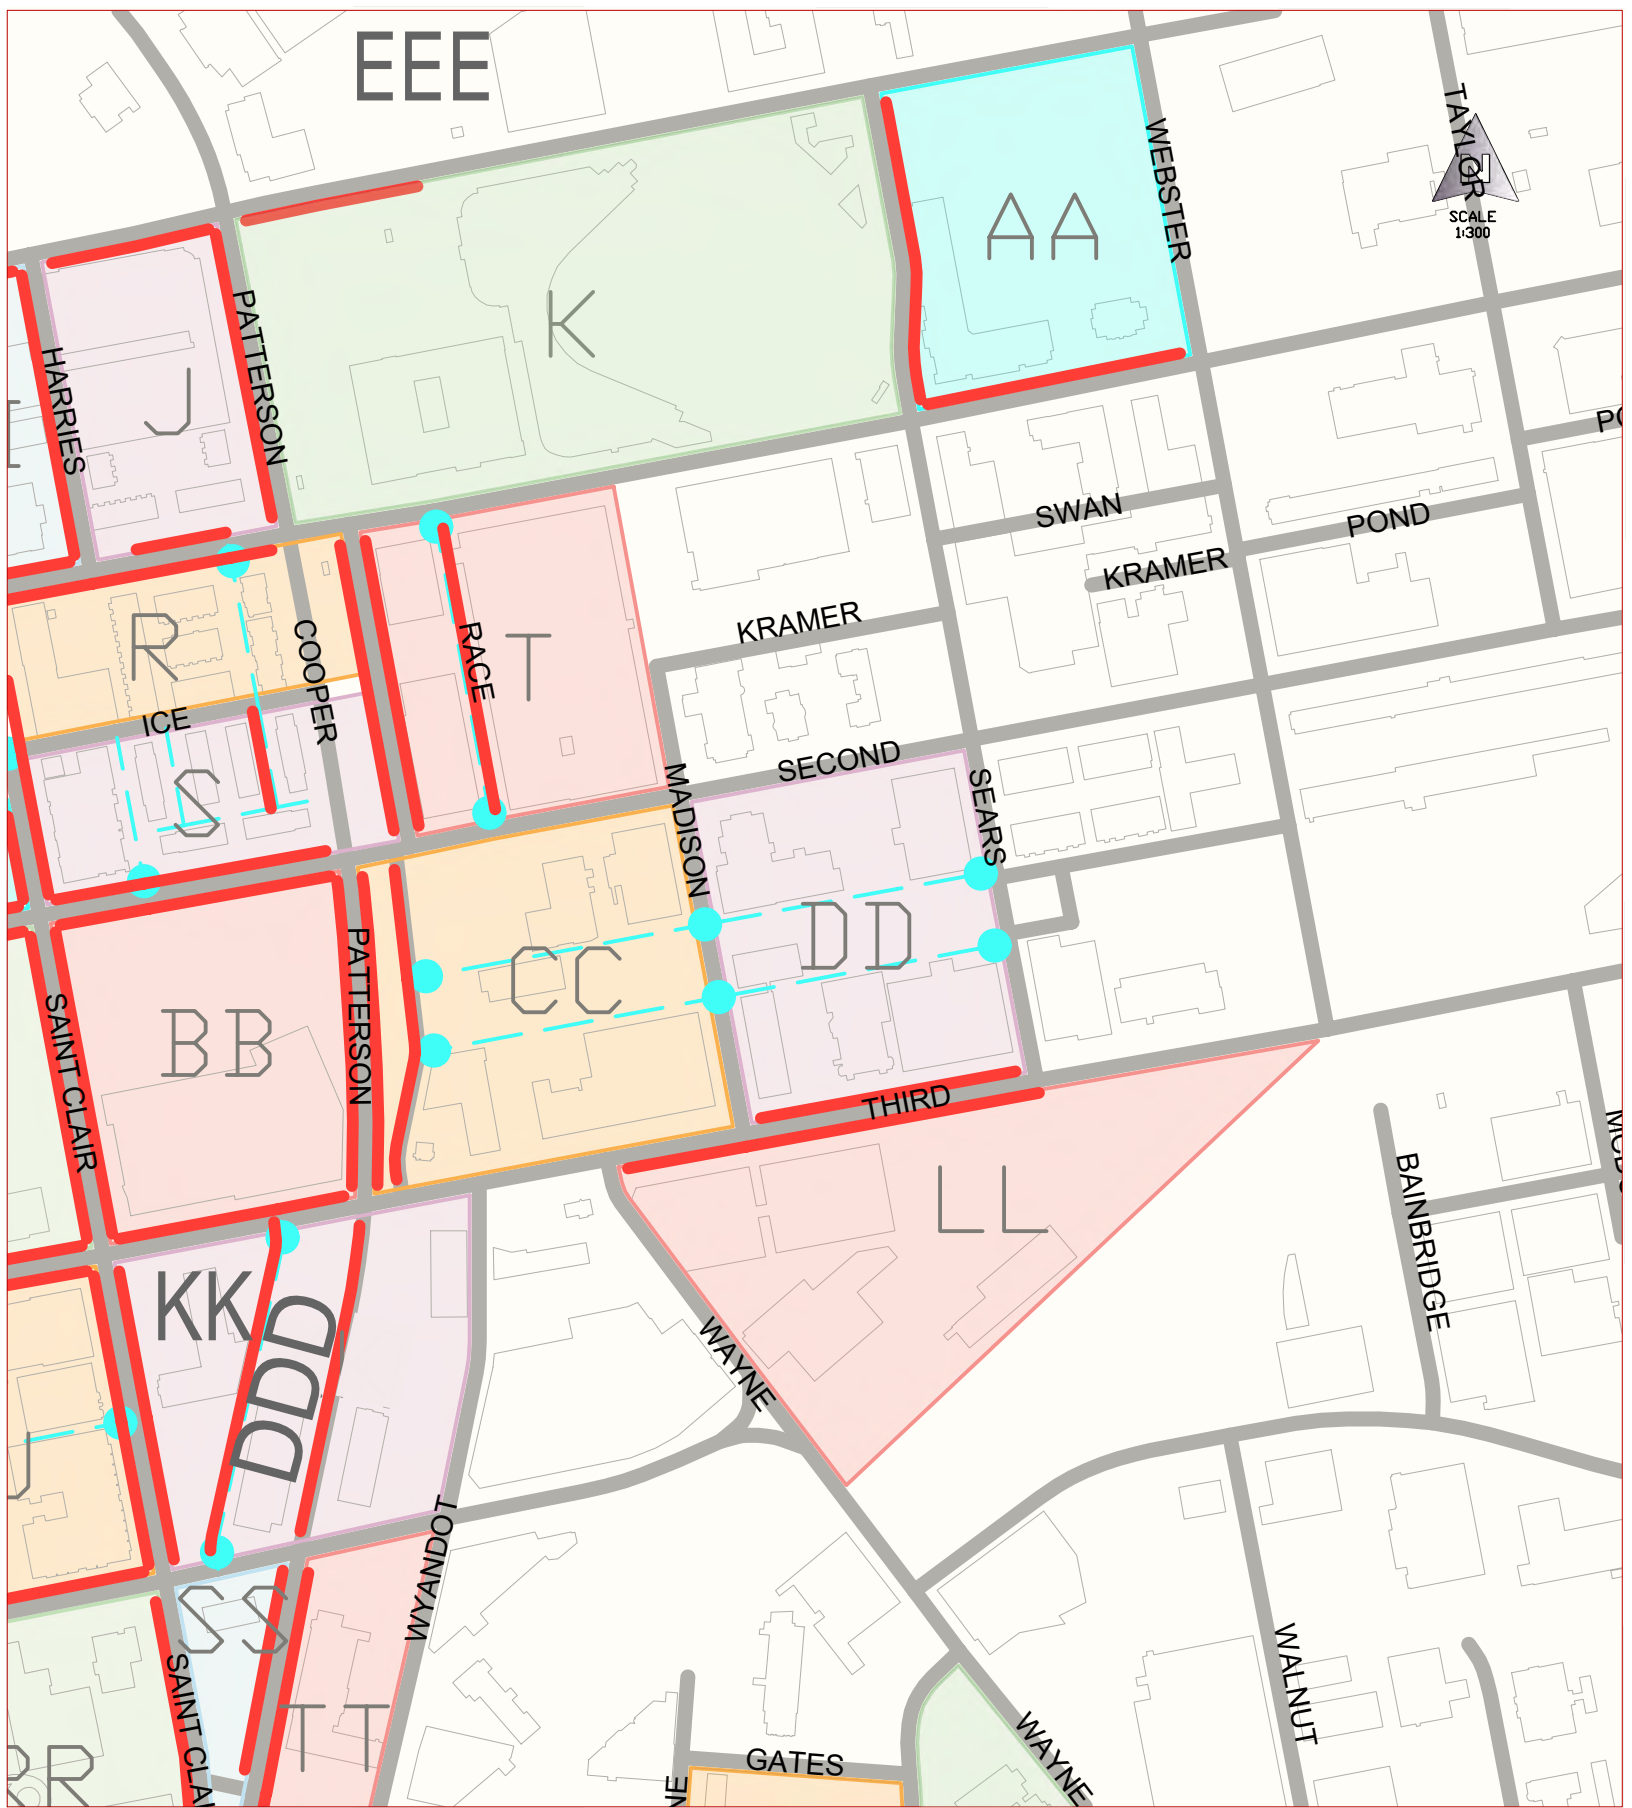 EEE
TAYLOR
N
SCALE
1:300
WEBSTER
AA
K
PATTERSON
HARRIES
J
SWAN
POND
KRAMER
KRAMER
R
COOPER
RACE
T
ICE
S
SECOND
MADISON
SEARS
DD
CC
PATTERSON
BB
SAINT CLAIR
THIRD
LL
BAINBRIDGE
KK
DDD
WAYNE
WYANDOT
SS
SAINT CLAI
TT
WALNUT
WAYNE
GATES
RR